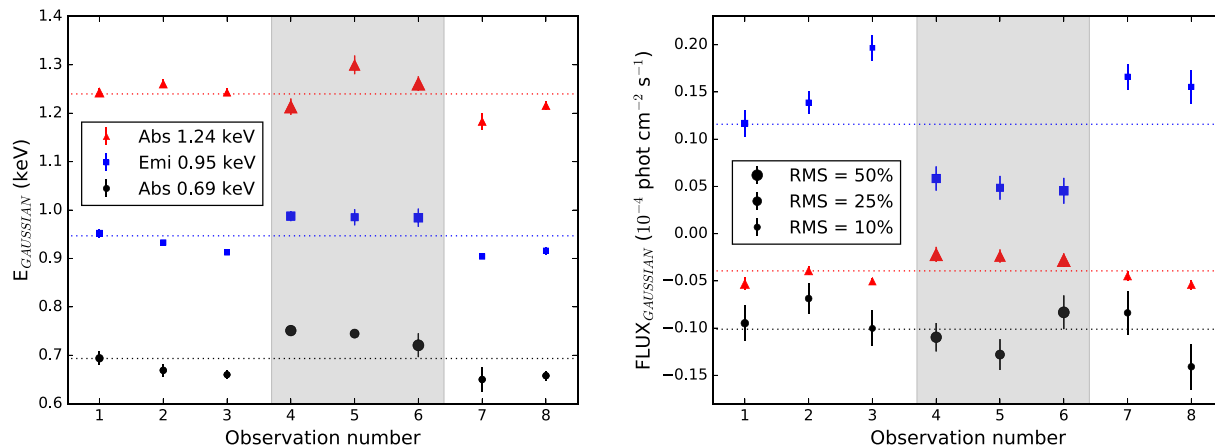 1.4
1.3
1.2
1.1
1.0
0.9
0.8
0.7
0.6
E_GAUSSIAN (keV)
Abs 1.24 keV
Emi 0.95 keV
Abs 0.69 keV
1 2 3 4 5 6 7 8
Observation number
0.20
0.15
0.10
0.05
0.00
−0.05
−0.10
−0.15
FLUX_GAUSSIAN (10⁻⁴ phot cm⁻² s⁻¹)
RMS = 50%
RMS = 25%
RMS = 10%
1 2 3 4 5 6 7 8
Observation number